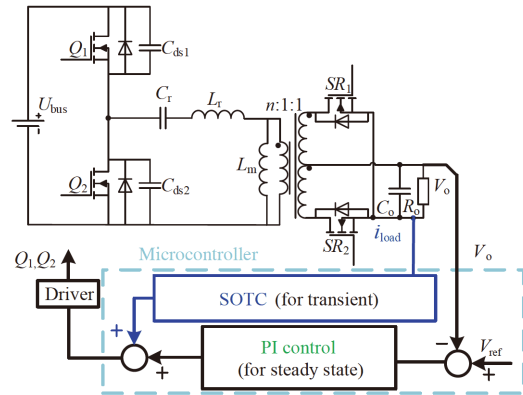 Q1
Cds1
Cr
Lr
n:1:1
SR1
Ubus
Lm
Q2
Cds2
Co
Ro
Vo
SR2
iload
Vo
Q1,Q2
Microcontroller
Driver
SOTC (for transient)
+
−
PI control
(for steady state)
+
Vref
+